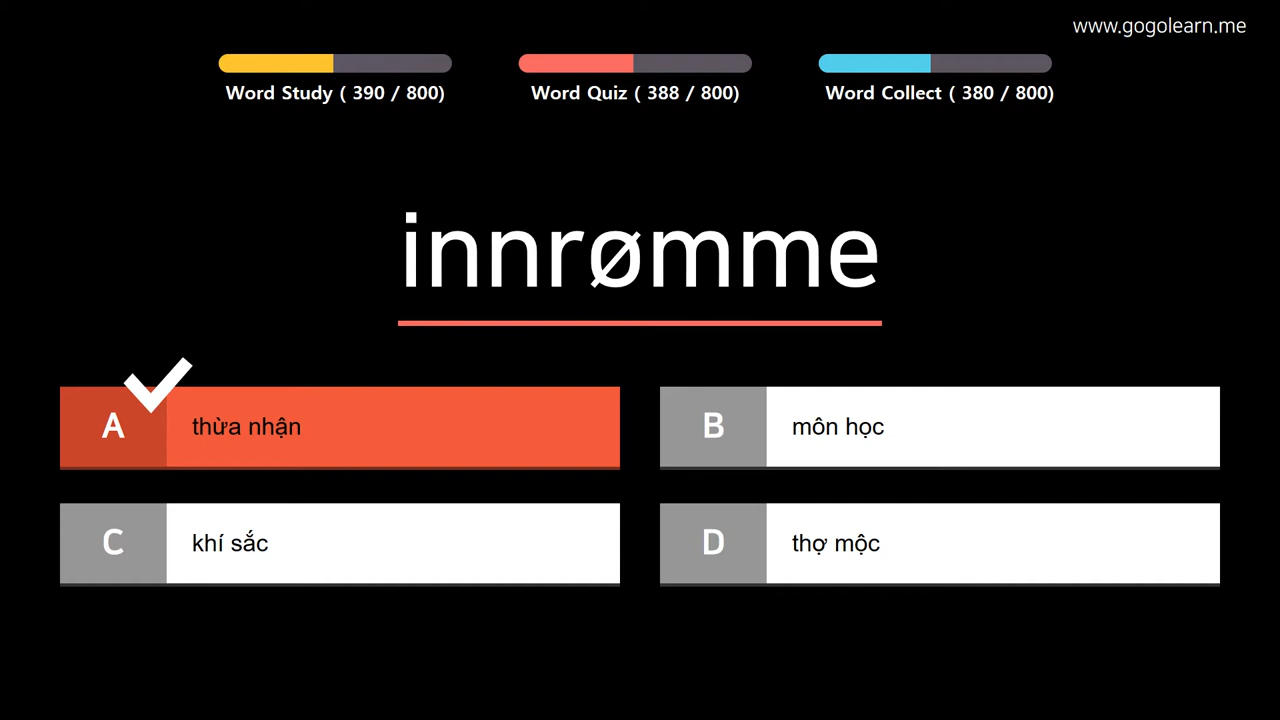 www.gogolearn.me
Word Study ( 390 / 800)
Word Quiz ( 388 / 800)
Word Collect ( 380 / 800)
innrømme
A thừa nhận
B môn học
C khí sắc
D thợ mộc